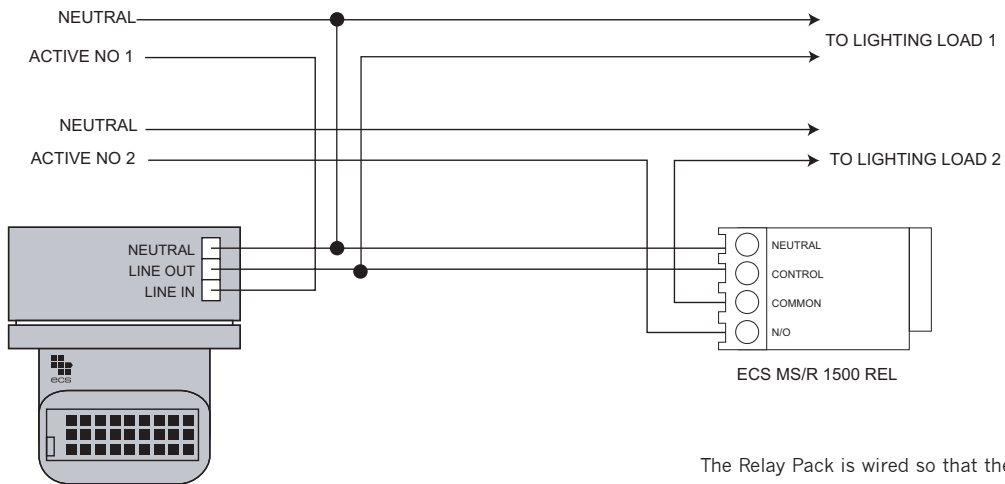 NEUTRAL
TO LIGHTING LOAD 1
ACTIVE NO 1
NEUTRAL
ACTIVE NO 2
TO LIGHTING LOAD 2
NEUTRAL
LINE OUT
LINE IN
NEUTRAL
CONTROL
COMMON
N/O
ecs
ECS MS/R 1500 REL
The Relay Pack is wired so that the